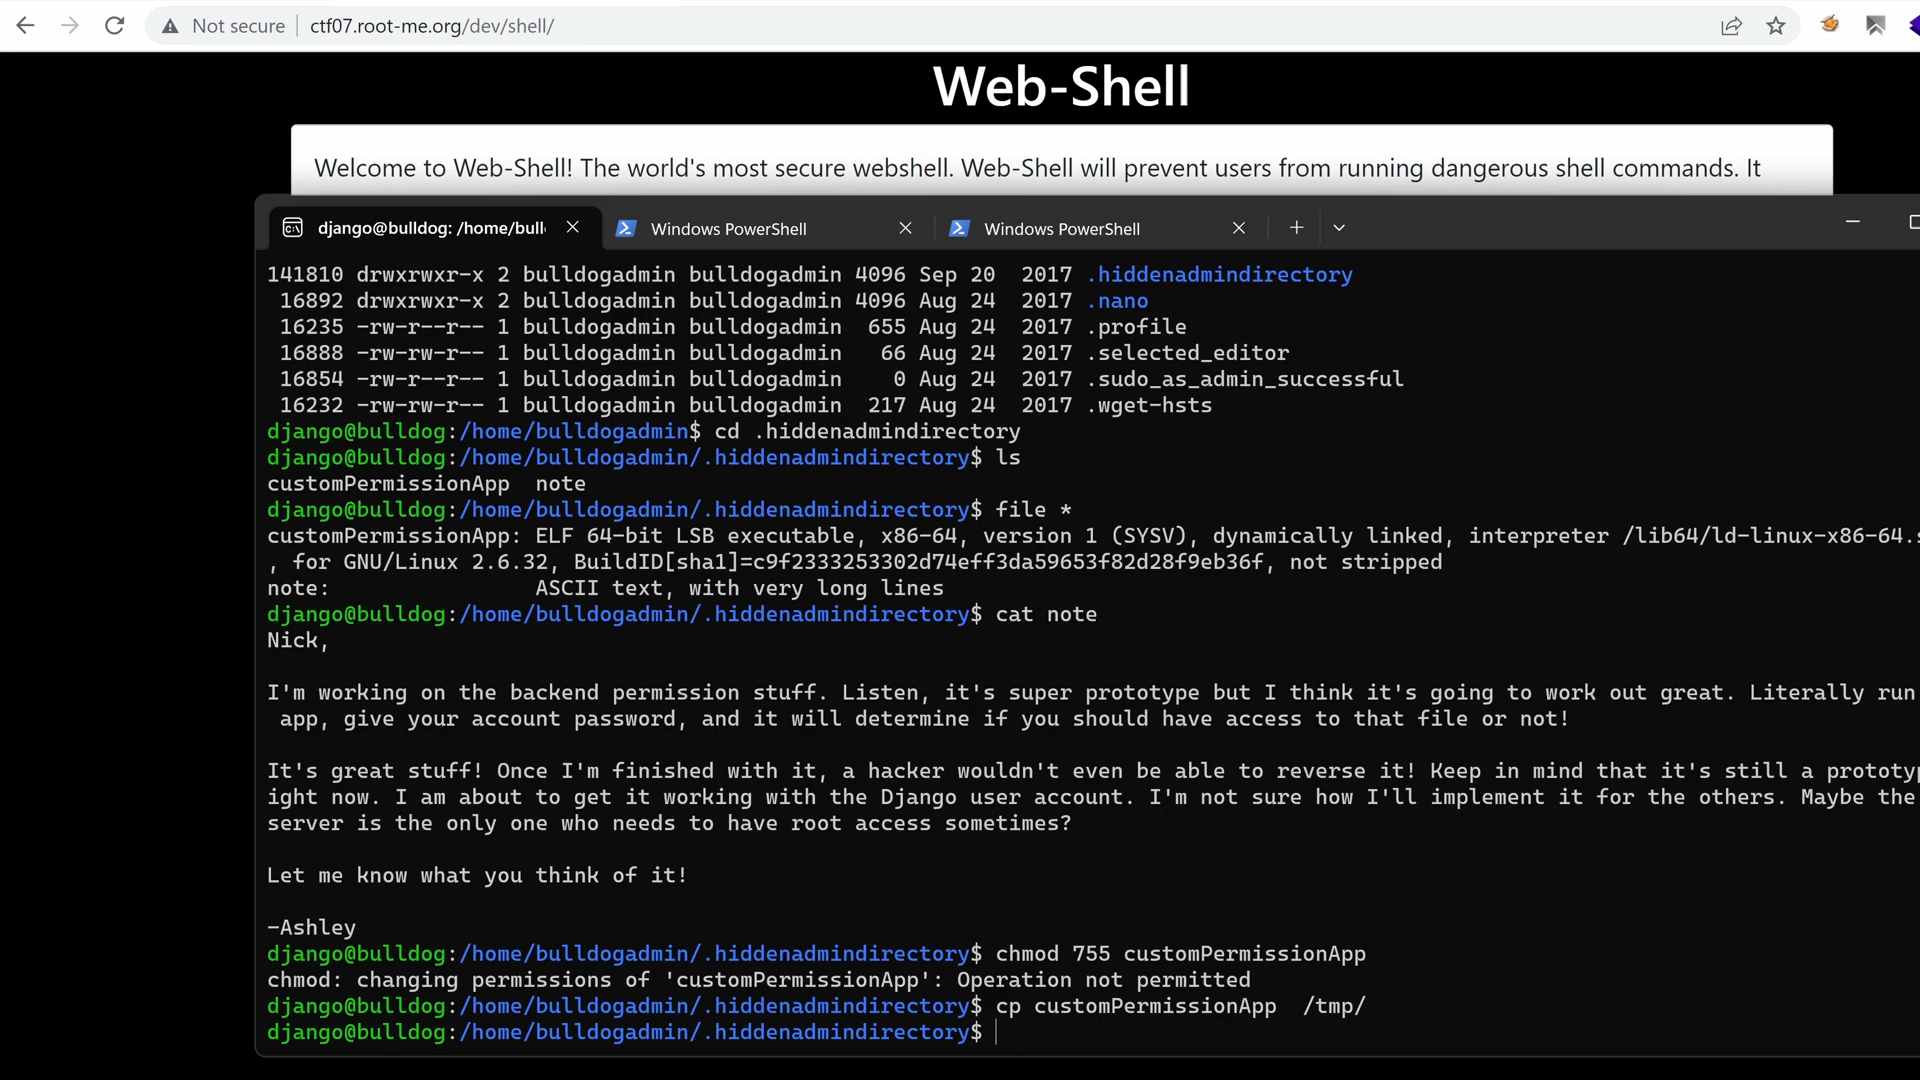 Not secure ctf07.root-me.org/dev/shell/
Web-Shell
Welcome to Web-Shell! The world's most secure webshell. Web-Shell will prevent users from running dangerous shell commands. It
django@bulldog: /home/bull Windows PowerShell Windows PowerShell
141810 drwxrwxr-x 2 bulldogadmin bulldogadmin 4096 Sep 20  2017 .hiddenadmindirectory
16892 drwxrwxr-x 2 bulldogadmin bulldogadmin 4096 Aug 24  2017 .nano
16235 -rw-r--r-- 1 bulldogadmin bulldogadmin  655 Aug 24  2017 .profile
16888 -rw-rw-r-- 1 bulldogadmin bulldogadmin   66 Aug 24  2017 .selected_editor
16854 -rw-r--r-- 1 bulldogadmin bulldogadmin    0 Aug 24  2017 .sudo_as_admin_successful
16232 -rw-rw-r-- 1 bulldogadmin bulldogadmin  217 Aug 24  2017 .wget-hsts
django@bulldog:/home/bulldogadmin$ cd .hiddenadmindirectory
django@bulldog:/home/bulldogadmin/.hiddenadmindirectory$ ls
customPermissionApp  note
django@bulldog:/home/bulldogadmin/.hiddenadmindirectory$ file *
customPermissionApp: ELF 64-bit LSB executable, x86-64, version 1 (SYSV), dynamically linked, interpreter /lib64/ld-linux-x86-64.s
, for GNU/Linux 2.6.32, BuildID[sha1]=c9f2333253302d74eff3da59653f82d28f9eb36f, not stripped
note:                ASCII text, with very long lines
django@bulldog:/home/bulldogadmin/.hiddenadmindirectory$ cat note
Nick,
I'm working on the backend permission stuff. Listen, it's super prototype but I think it's going to work out great. Literally run
app, give your account password, and it will determine if you should have access to that file or not!
It's great stuff! Once I'm finished with it, a hacker wouldn't even be able to reverse it! Keep in mind that it's still a prototyp
ight now. I am about to get it working with the Django user account. I'm not sure how I'll implement it for the others. Maybe the
server is the only one who needs to have root access sometimes?
Let me know what you think of it!
-Ashley
django@bulldog:/home/bulldogadmin/.hiddenadmindirectory$ chmod 755 customPermissionApp
chmod: changing permissions of 'customPermissionApp': Operation not permitted
django@bulldog:/home/bulldogadmin/.hiddenadmindirectory$ cp customPermissionApp  /tmp/
django@bulldog:/home/bulldogadmin/.hiddenadmindirectory$